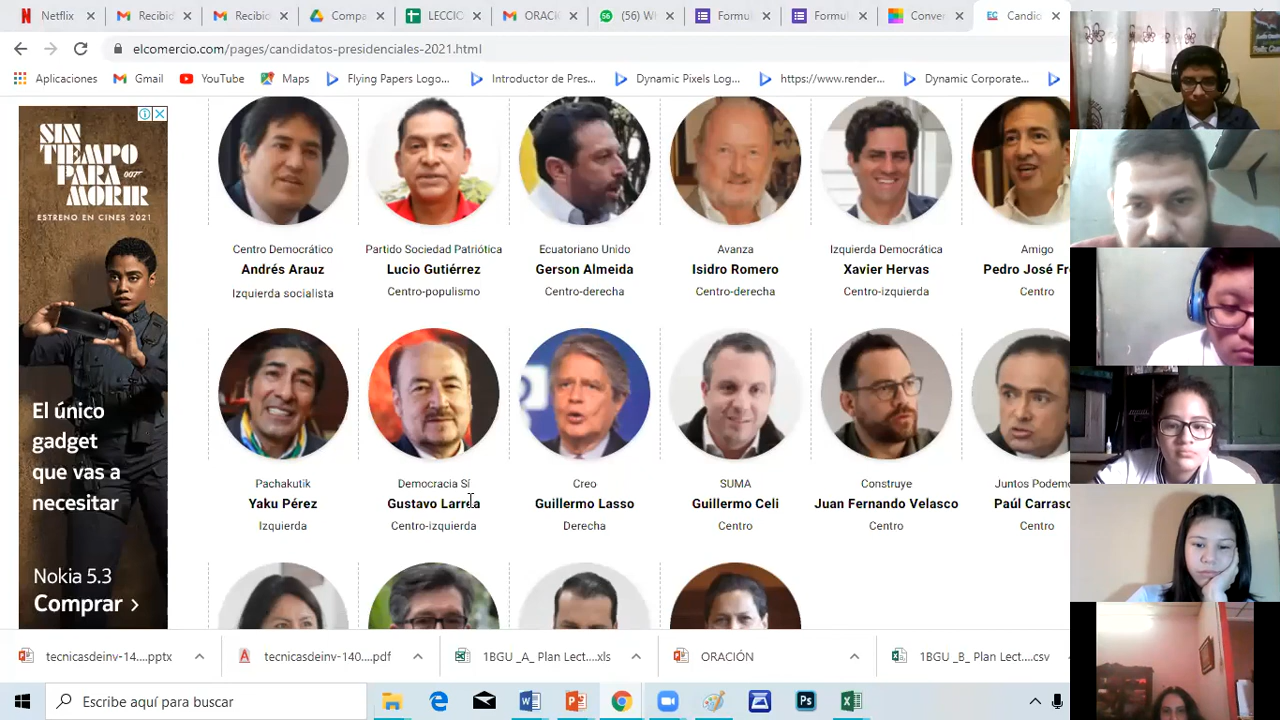 Netflix
Recibid
Recibid
Compa
LECCIO
ORACI
(56) W
Formul
Formul
Conver
EC
Candio
elcomercio.com/pages/candidatos-presidenciales-2021.html
Aplicaciones
Gmail
YouTube
Maps
Flying Papers Logo...
Introductor de Pres...
Dynamic Pixels Log...
https://www.render...
Dynamic Corporate...
SIN
TIEMPO
PARA
MORIR
007
ESTRENO EN CINES 2021
El único
gadget
que vas a
necesitar
Nokia 5.3
Comprar >
Centro Democrático
Andrés Arauz
Izquierda socialista
Partido Sociedad Patriótica
Lucio Gutiérrez
Centro-populismo
Ecuatoriano Unido
Gerson Almeida
Centro-derecha
Avanza
Isidro Romero
Centro-derecha
Izquierda Democrática
Xavier Hervas
Centro-izquierda
Amigo
Pedro José Fr
Centro
Pachakutik
Yaku Pérez
Izquierda
Democracia Sí
Gustavo Larrea
Centro-izquierda
Creo
Guillermo Lasso
Derecha
SUMA
Guillermo Celi
Centro
Construye
Juan Fernando Velasco
Centro
Juntos Podemo
Paúl Carrasc
Centro
tecnicasdeinv-14....pptx
tecnicasdeinv-140....pdf
1BGU _A_ Plan Lect....xls
ORACIÓN
1BGU _B_ Plan Lect....csv
Escribe aquí para buscar